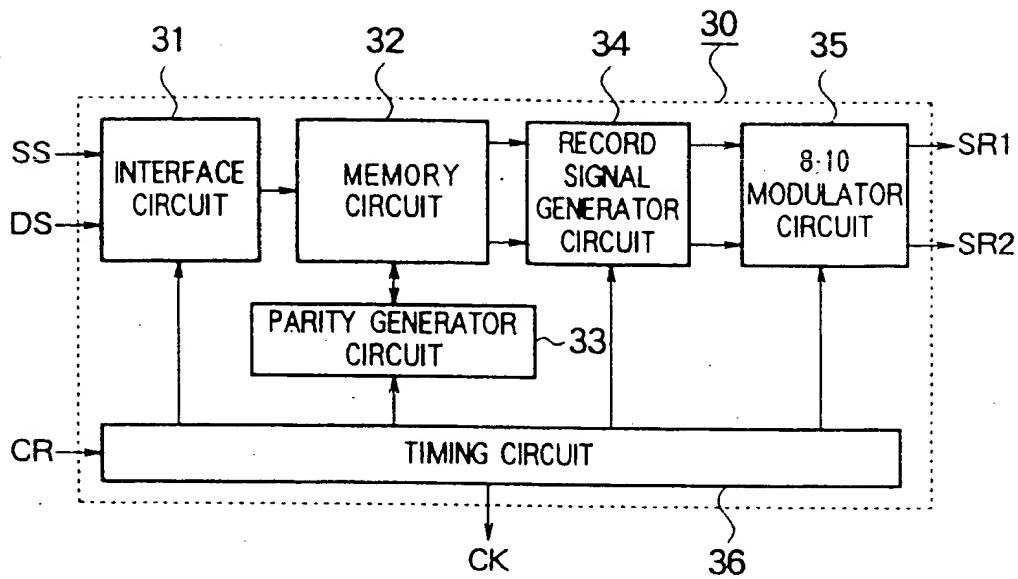 31
32
34
30
35
SS
DS
INTERFACE
CIRCUIT
MEMORY
CIRCUIT
RECORD
SIGNAL
GENERATOR
CIRCUIT
8·10
MODULATOR
CIRCUIT
SR1
SR2
PARITY GENERATOR
CIRCUIT
33
CR
TIMING CIRCUIT
CK
36